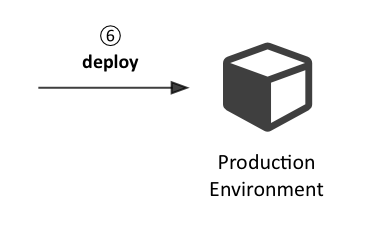 ⑥
deploy
Production
Environment